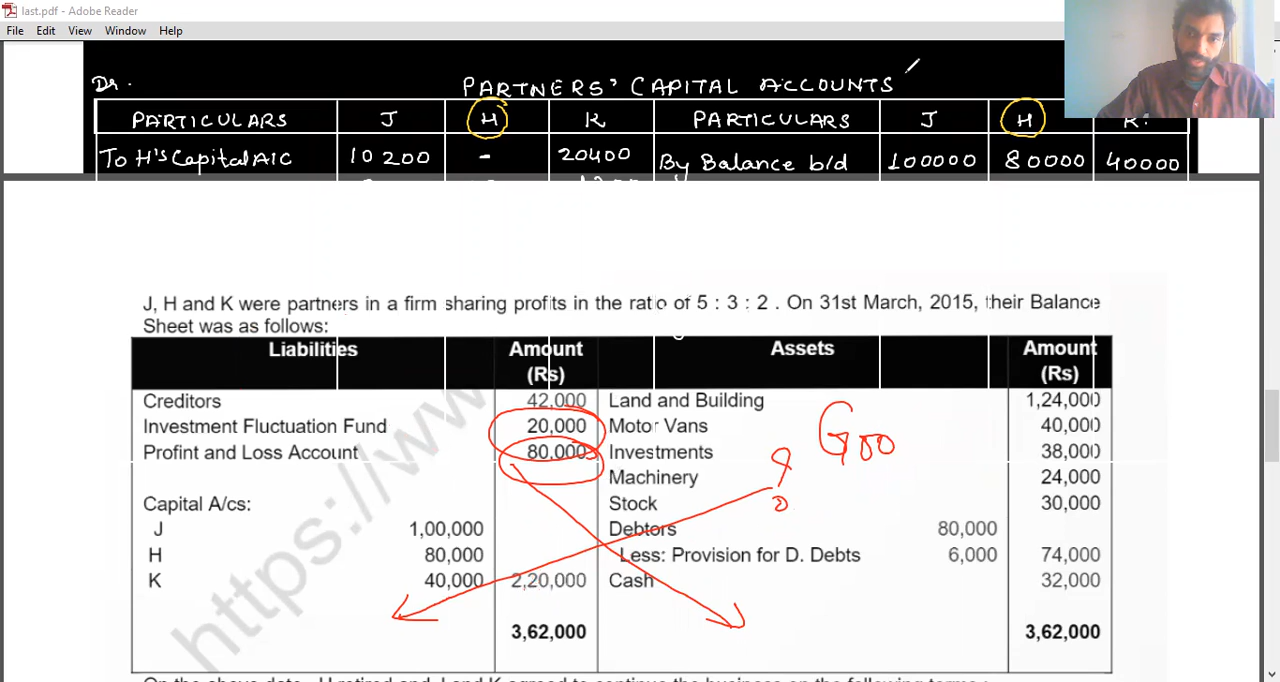 last.pdf - Adobe Reader
File Edit View Window Help
Dr. PARTNERS' CAPITAL ACCOUNTS
PARTICULARS J H K PARTICULARS J H K.
To H's Capital A/C 10200 - 20400 By Balance b/d 100000 80000 40000
J, H and K were partners in a firm sharing profits in the ratio of 5 : 3 : 2 . On 31st March, 2015, their Balance
Sheet was as follows:
Liabilities Amount Assets Amount
(Rs) (Rs)
Creditors 42,000 Land and Building 1,24,000
Investment Fluctuation Fund 20,000 Motor Vans 40,000
Profint and Loss Account 80,000 Investments 38,000
Machinery 24,000
Capital A/cs: Stock 30,000
J 1,00,000 Debtors 80,000
H 80,000 Less: Provision for D. Debts 6,000 74,000
K 40,000 2,20,000 Cash 32,000
3,62,000 3,62,000
https://www